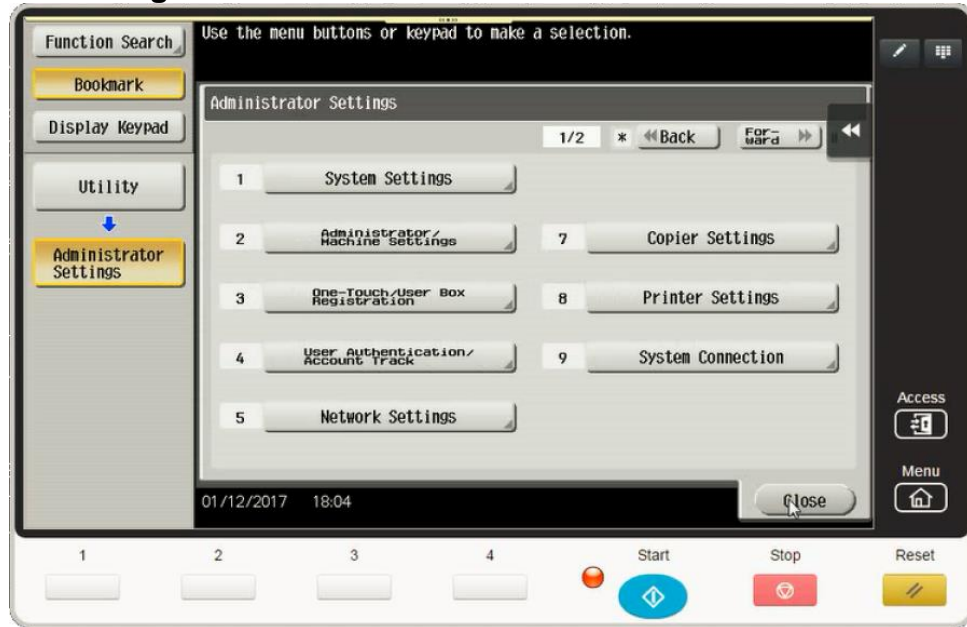 Function Search
Bookmark
Display Keypad
Utility
Administrator
Settings
Use the menu buttons or keypad to make a selection.
Administrator Settings
1/2 * Back For-
ward
1 System Settings
2 Administrator/
Machine Settings
3 One-Touch/User Box
Registration
4 User Authentication/
Account Track
5 Network Settings
7 Copier Settings
8 Printer Settings
9 System Connection
01/12/2017 18:04
Close
Access
Menu
1 2 3 4 Start Stop Reset